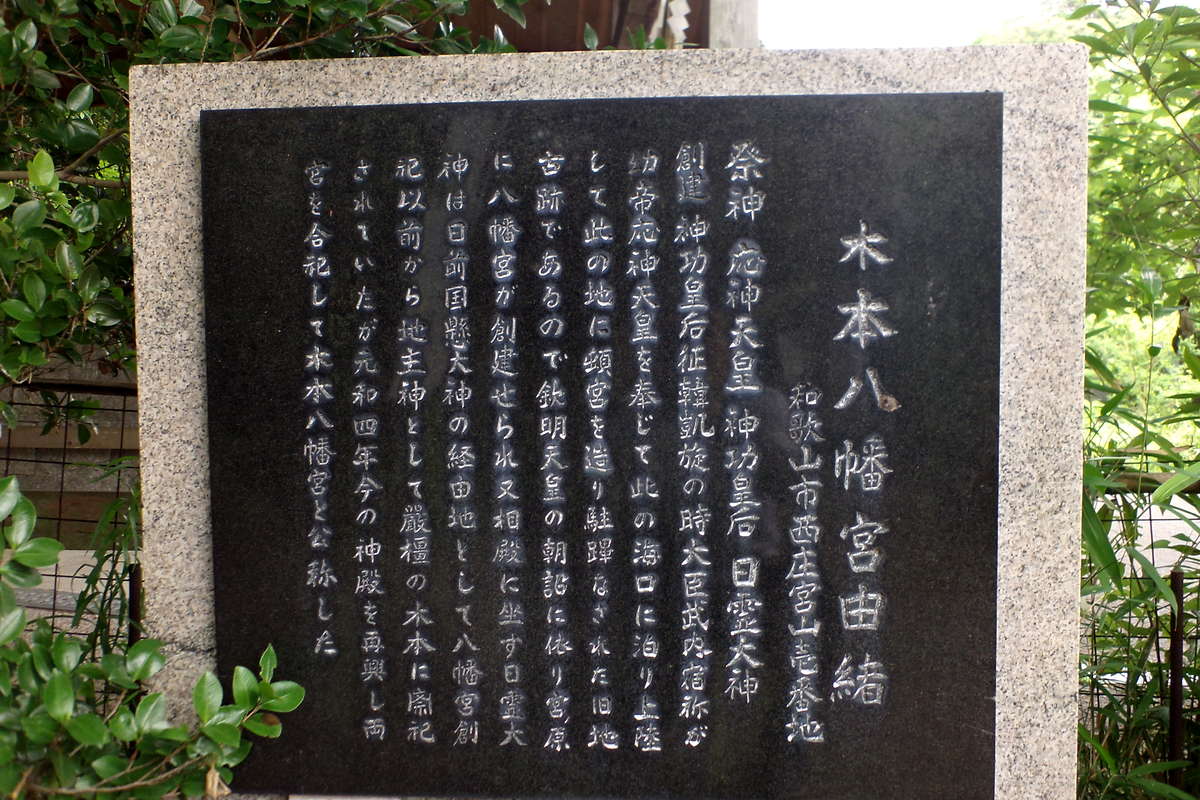 木本八幡宮由緒
和歌山市西庄宮山壱番地
祭神 応神天皇 神功皇后 日霊大神
創建 神功皇后征韓凱旋の時大臣武内宿祢が
幼帝応神天皇を奉じて此の海口に泊り上陸
して此の地に頓宮を造り駐蹕なされた旧地
古跡であるので欽明天皇の朝詔に依り宮原
に八幡宮が創建せられ又相殿に坐す日霊大
神は日前国懸大神の経由地として八幡宮創
祀以前から地主神として厳橿の木本に斎祀
されていたが元和四年今の神殿を再興し両
宮を合祀して木本八幡宮と公称した